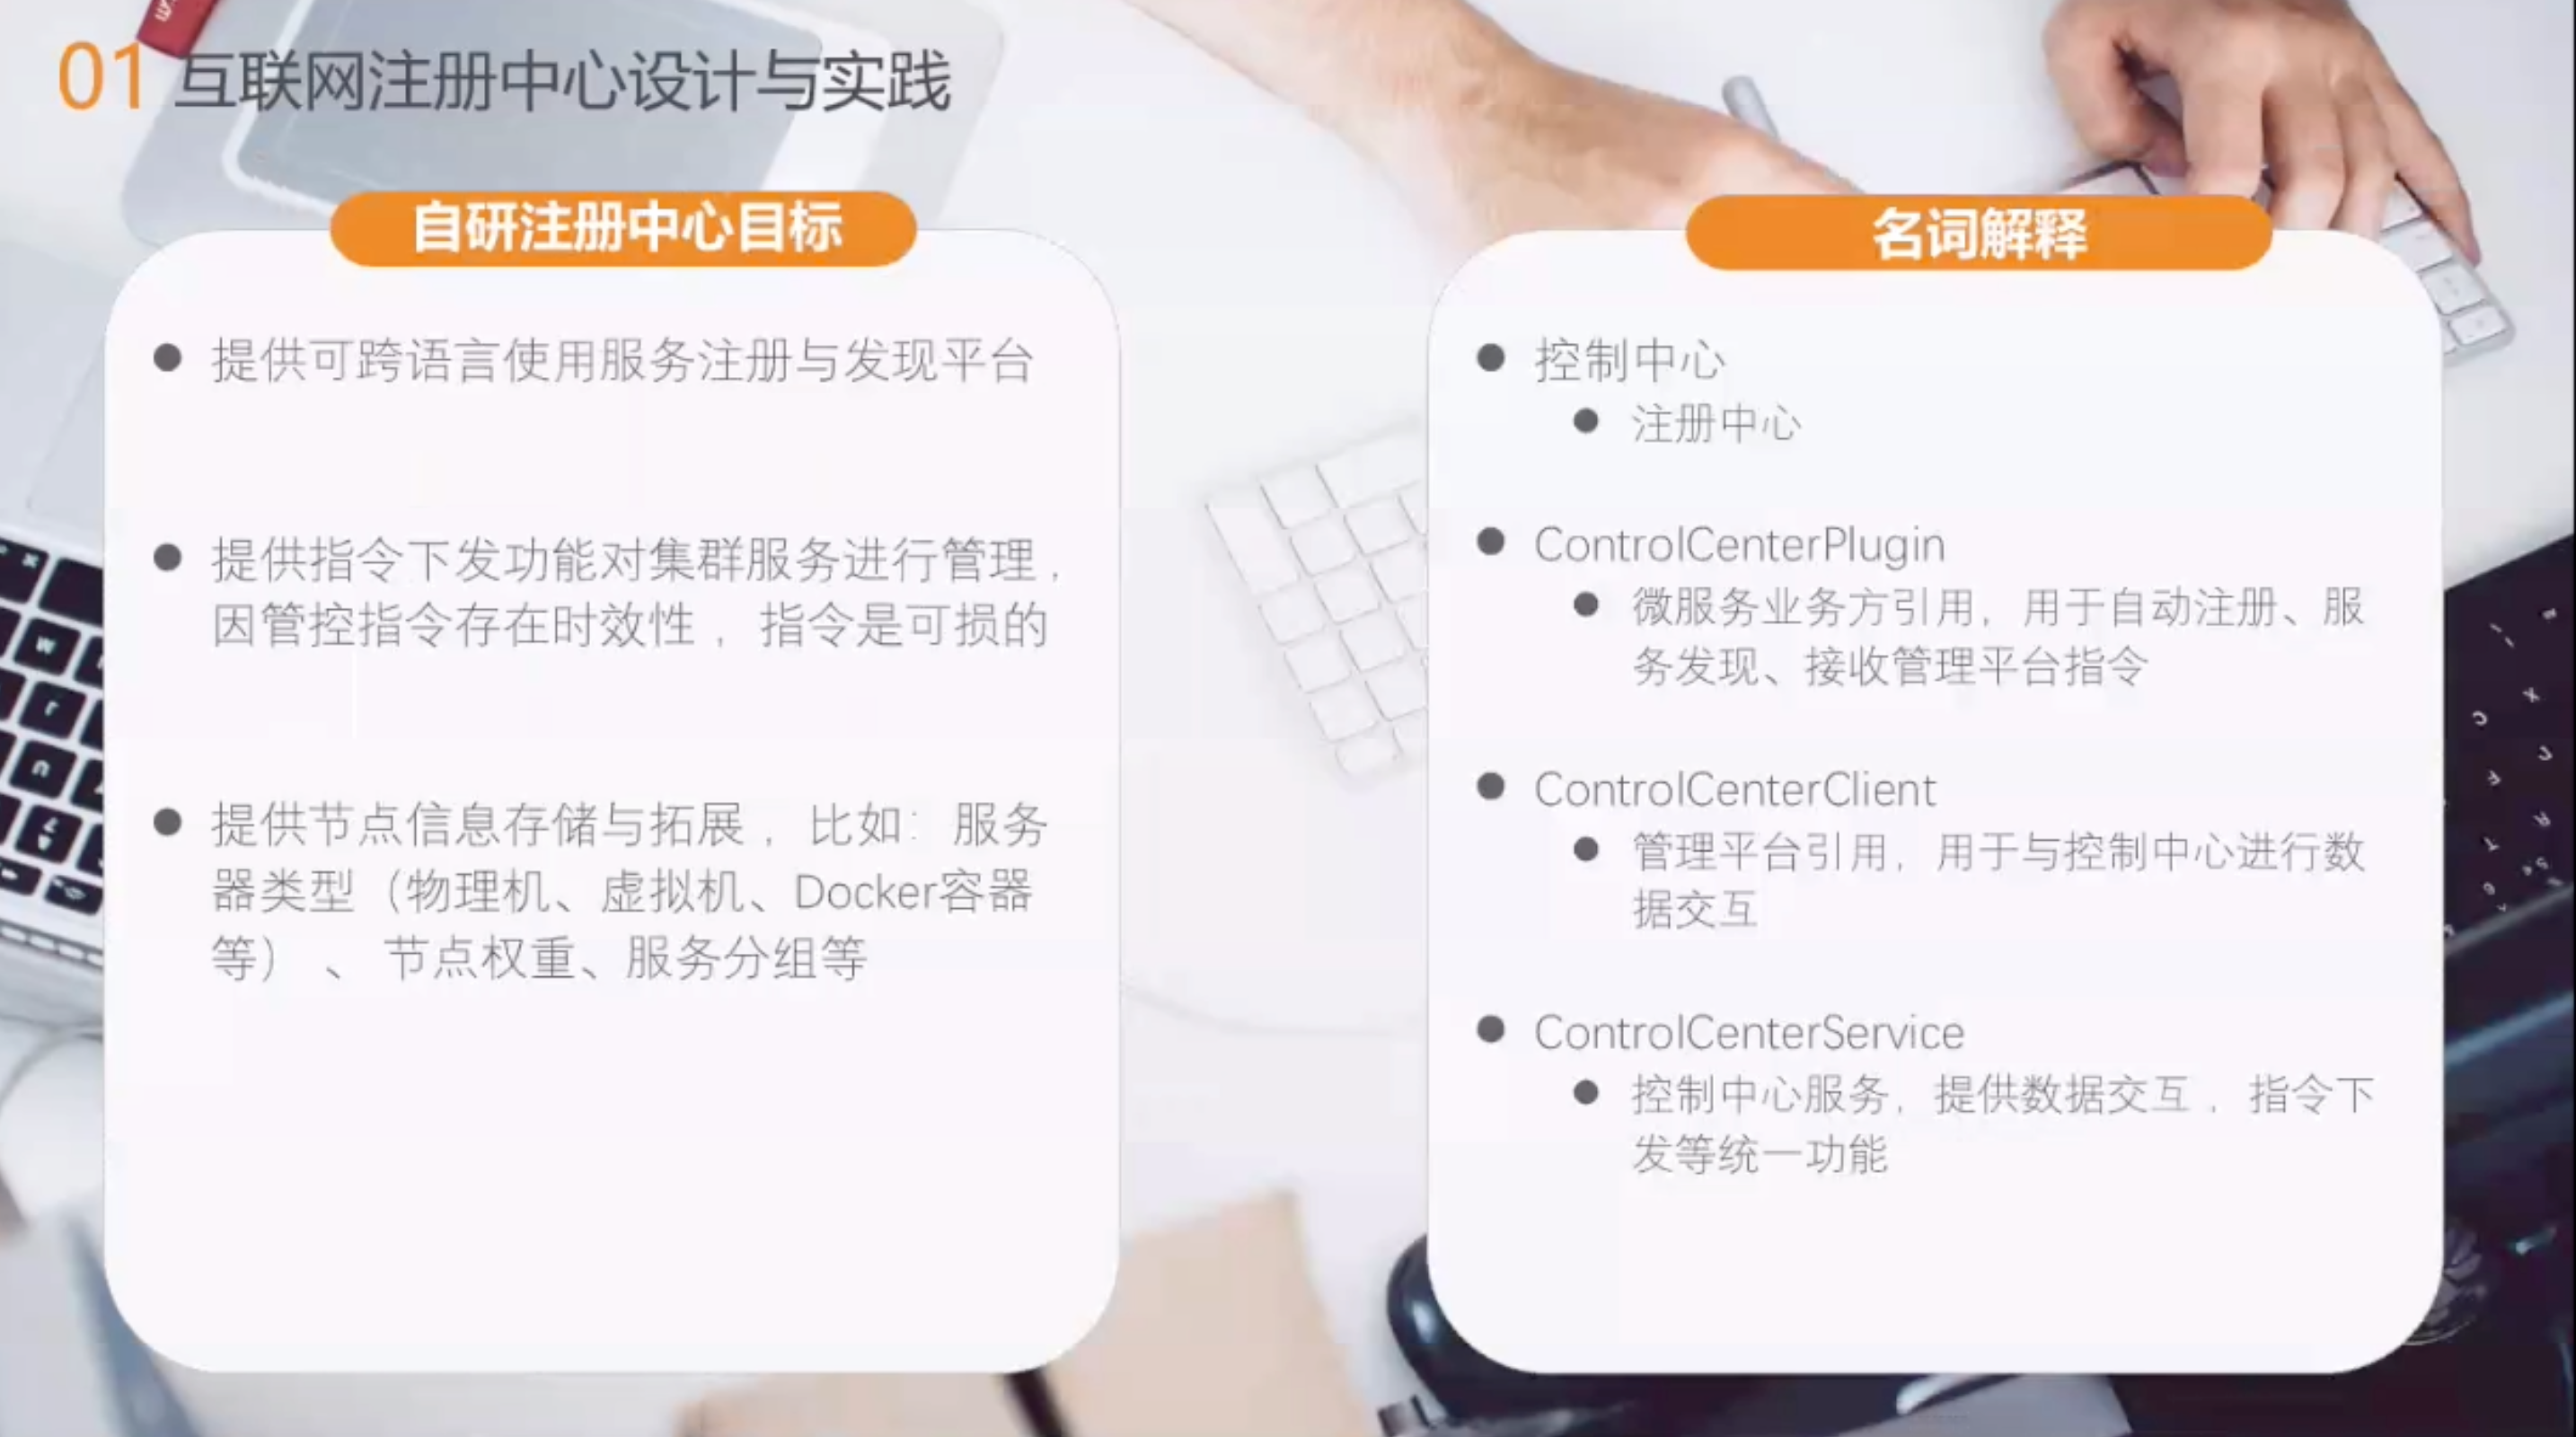 01 互联网注册中心设计与实践
自研注册中心目标
提供可跨语言使用服务注册与发现平台
提供指令下发功能对集群服务进行管理，
因管控指令存在时效性，指令是可损的
提供节点信息存储与拓展，比如：服务
器类型（物理机、虚拟机、Docker容器
等）、节点权重、服务分组等
名词解释
控制中心
注册中心
ControlCenterPlugin
微服务业务方引用，用于自动注册、服
务发现、接收管理平台指令
ControlCenterClient
管理平台引用，用于与控制中心进行数
据交互
ControlCenterService
控制中心服务，提供数据交互，指令下
发等统一功能